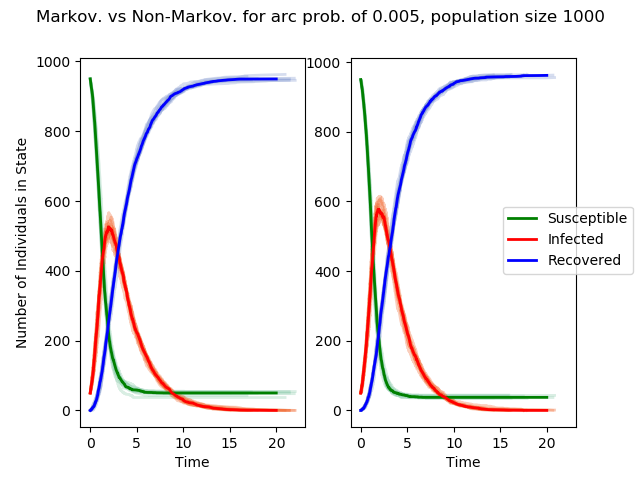 Markov. vs Non-Markov. for arc prob. of 0.005, population size 1000
Number of Individuals in State
1000
800
600
400
200
0
0 5 10 15 20
Time
1000
800
600
400
200
0
0 5 10 15 20
Time
Susceptible
Infected
Recovered